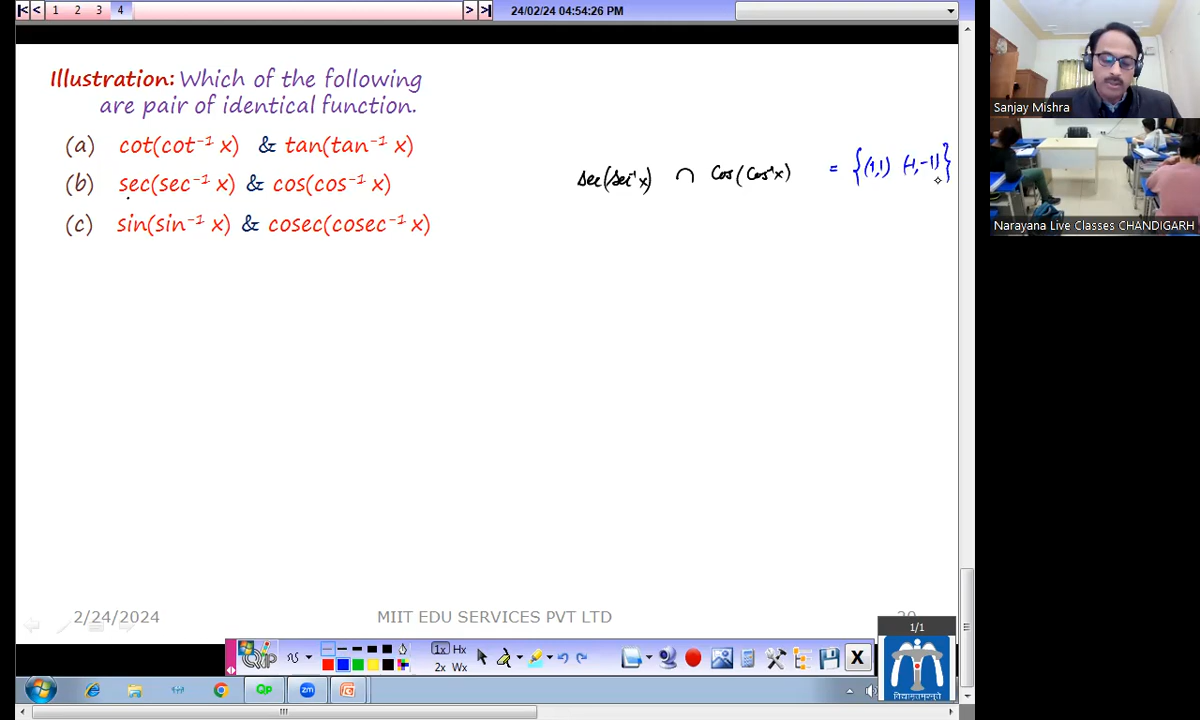 1 2 3 4
24/02/24 04:54:26 PM
Illustration: Which of the following
are pair of identical function.
(a) cot(cot⁻¹ x) & tan(tan⁻¹ x)
(b) sec(sec⁻¹ x) & cos(cos⁻¹ x)
(c) sin(sin⁻¹ x) & cosec(cosec⁻¹ x)
sec(sec⁻¹x) ∩ cos(cos⁻¹x) = {(1,1) (-1,-1)}
Sanjay Mishra
Narayana Live Classes CHANDIGARH
2/24/2024
MIIT EDU SERVICES PVT LTD
20
1/1
1x Hx
2x Wx